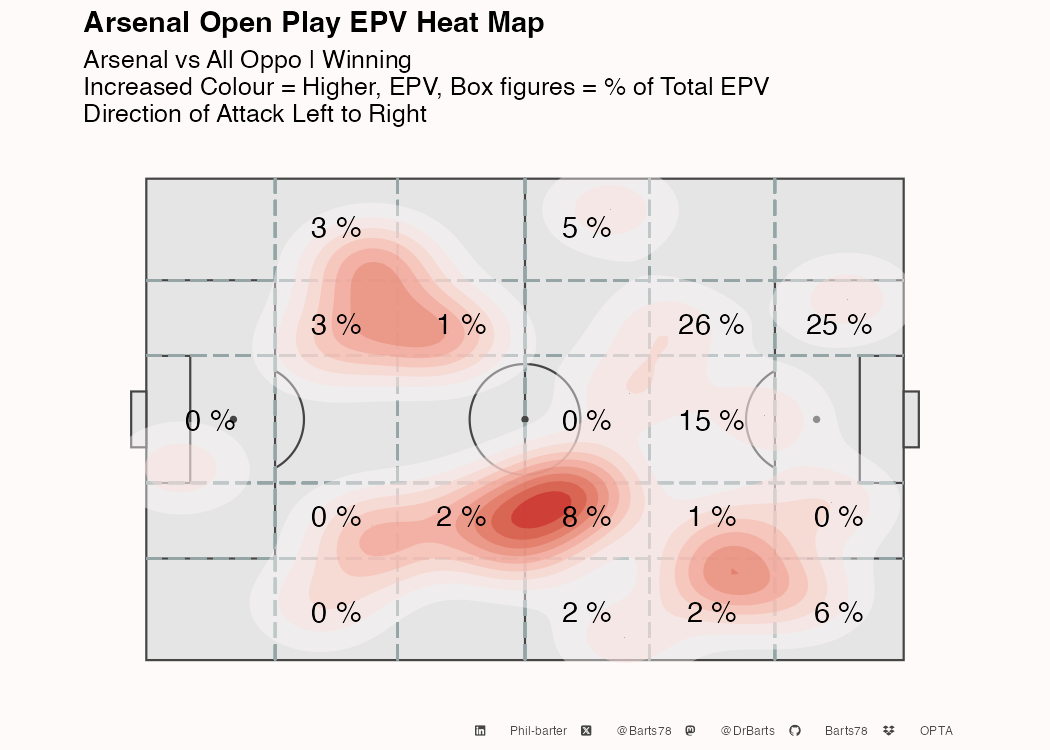 Arsenal Open Play EPV Heat Map
Arsenal vs All Oppo | Winning
Increased Colour = Higher, EPV, Box figures = % of Total EPV
Direction of Attack Left to Right
3 % 5 %
3 % 1 % 26 % 25 %
0 % 0 % 15 %
0 % 2 % 8 % 1 % 0 %
0 % 2 % 2 % 6 %
Phil-barter @Barts78 @DrBarts Barts78 OPTA